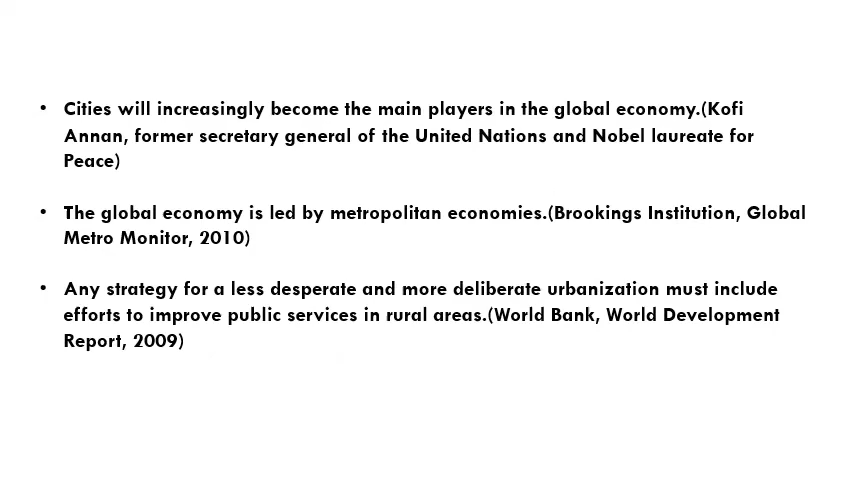 • Cities will increasingly become the main players in the global economy.(Kofi
Annan, former secretary general of the United Nations and Nobel laureate for
Peace)
• The global economy is led by metropolitan economies.(Brookings Institution, Global
Metro Monitor, 2010)
• Any strategy for a less desperate and more deliberate urbanization must include
efforts to improve public services in rural areas.(World Bank, World Development
Report, 2009)